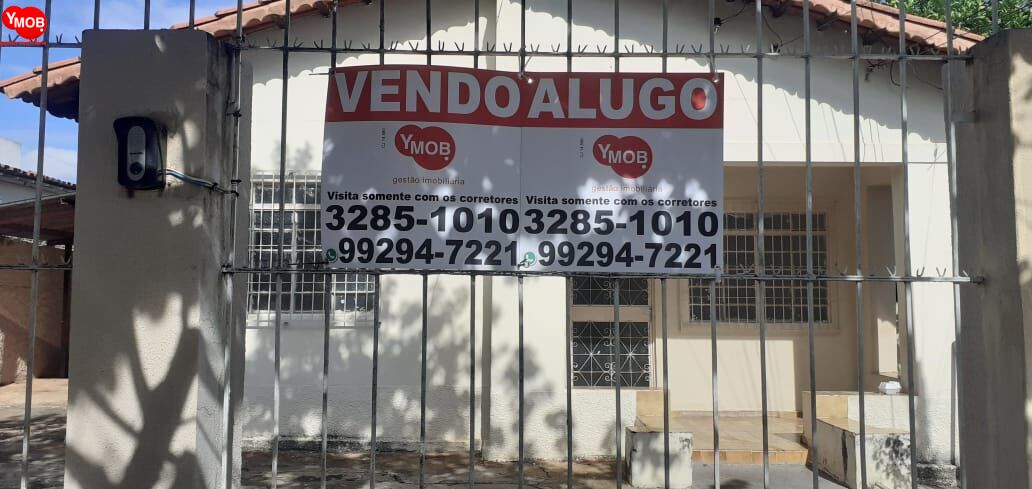 YMOB
VENDO ALUGO
YMOB YMOB
gestão imobiliária gestão imobiliária
Visita somente com os corretores Visita somente com os corretores
3285-1010 3285-1010
99294-7221 99294-7221